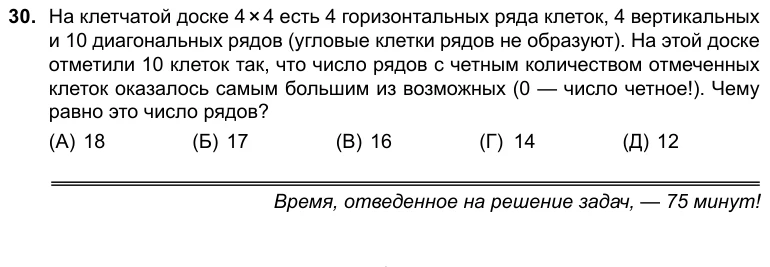 30. На клетчатой доске 4×4 есть 4 горизонтальных ряда клеток, 4 вертикальных
и 10 диагональных рядов (угловые клетки рядов не образуют). На этой доске
отметили 10 клеток так, что число рядов с четным количеством отмеченных
клеток оказалось самым большим из возможных (0 — число четное!). Чему
равно это число рядов?
(А) 18 (Б) 17 (В) 16 (Г) 14 (Д) 12
Время, отведенное на решение задач, — 75 минут!